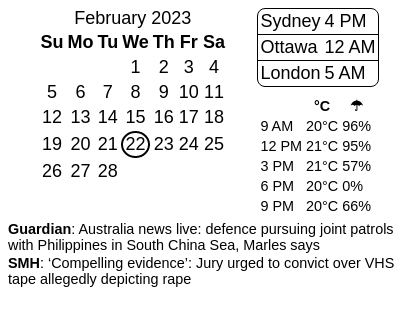 February 2023
Su Mo Tu We Th Fr Sa
1 2 3 4
5 6 7 8 9 10 11
12 13 14 15 16 17 18
19 20 21 22 23 24 25
26 27 28
Sydney 4 PM
Ottawa 12 AM
London 5 AM
°C ☂
9 AM 20°C 96%
12 PM 21°C 95%
3 PM 21°C 57%
6 PM 20°C 0%
9 PM 20°C 66%
Guardian: Australia news live: defence pursuing joint patrols
with Philippines in South China Sea, Marles says
SMH: ‘Compelling evidence’: Jury urged to convict over VHS
tape allegedly depicting rape